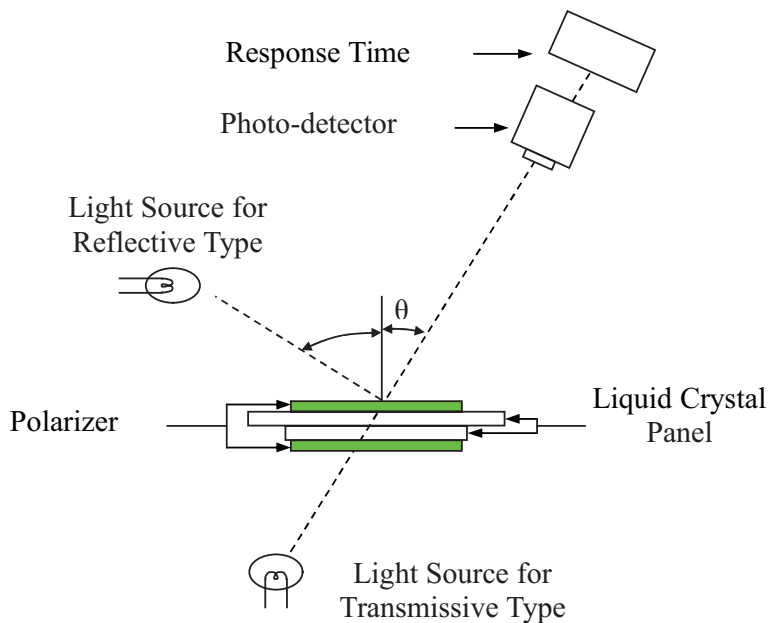 Response Time
Photo-detector
Light Source for
Reflective Type
θ
Polarizer
Liquid Crystal
Panel
Light Source for
Transmissive Type